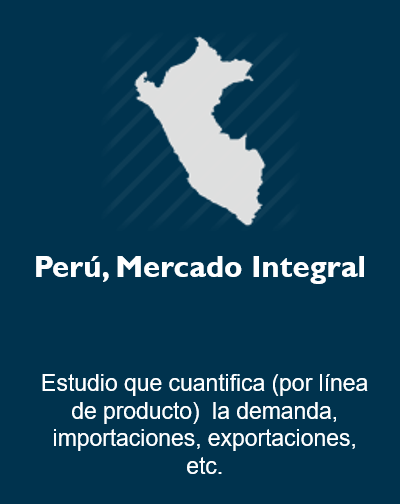 Perú, Mercado Integral
Estudio que cuantifica (por línea
de producto)  la demanda,
importaciones, exportaciones,
etc.